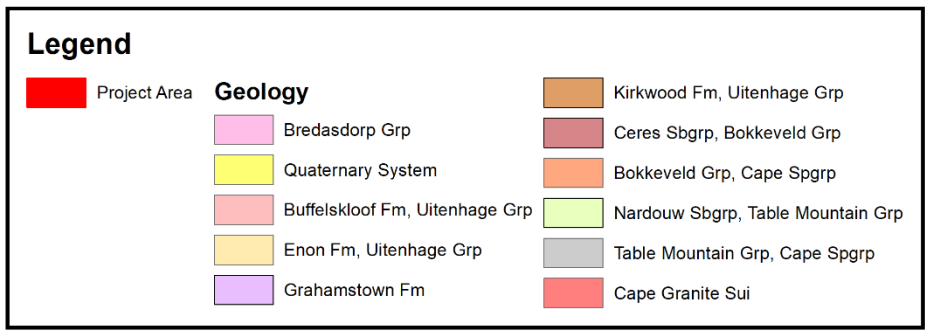 Legend
Project Area
Geology
Bredasdorp Grp
Quaternary System
Buffelskloof Fm, Uitenhage Grp
Enon Fm, Uitenhage Grp
Grahamstown Fm
Kirkwood Fm, Uitenhage Grp
Ceres Sbgrp, Bokkeveld Grp
Bokkeveld Grp, Cape Spgrp
Nardouw Sbgrp, Table Mountain Grp
Table Mountain Grp, Cape Spgrp
Cape Granite Sui